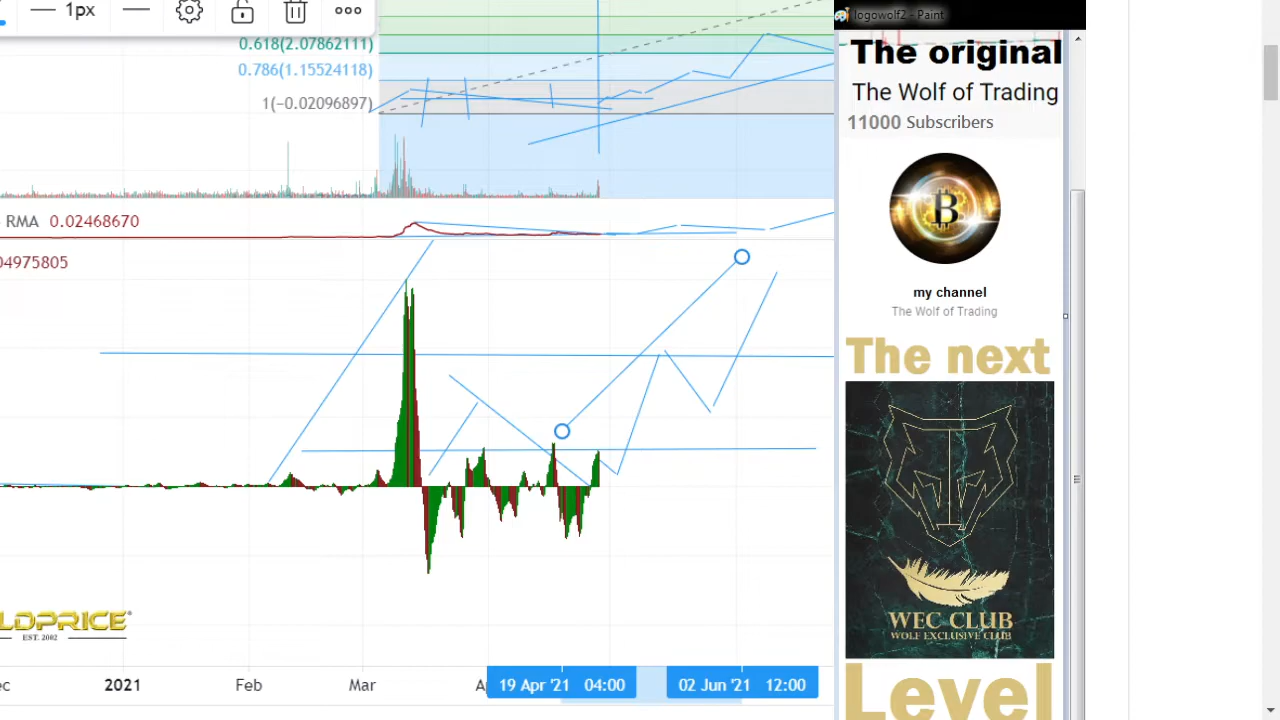 1px
0.618(2.07862111)
0.786(1.15524118)
1(−0.02096897)
RMA 0.02468670
04975805
LDPRICE
EST. 2002
2021 Feb Mar
19 Apr '21 04:00
02 Jun '21 12:00
logowolf2 - Paint
The original
The Wolf of Trading
11000 Subscribers
B
my channel
The Wolf of Trading
The next
WEC CLUB
WOLF EXCLUSIVE CLUB
Level